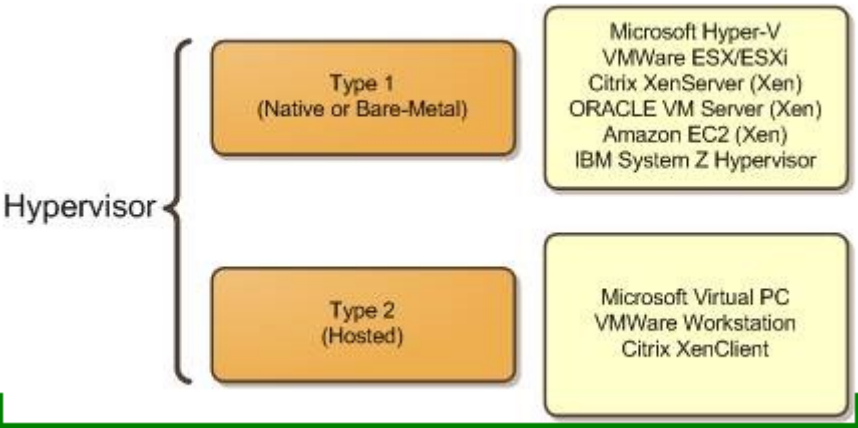 Hypervisor
Type 1
(Native or Bare-Metal)
Microsoft Hyper-V
VMWare ESX/ESXi
Citrix XenServer (Xen)
ORACLE VM Server (Xen)
Amazon EC2 (Xen)
IBM System Z Hypervisor
Type 2
(Hosted)
Microsoft Virtual PC
VMWare Workstation
Citrix XenClient